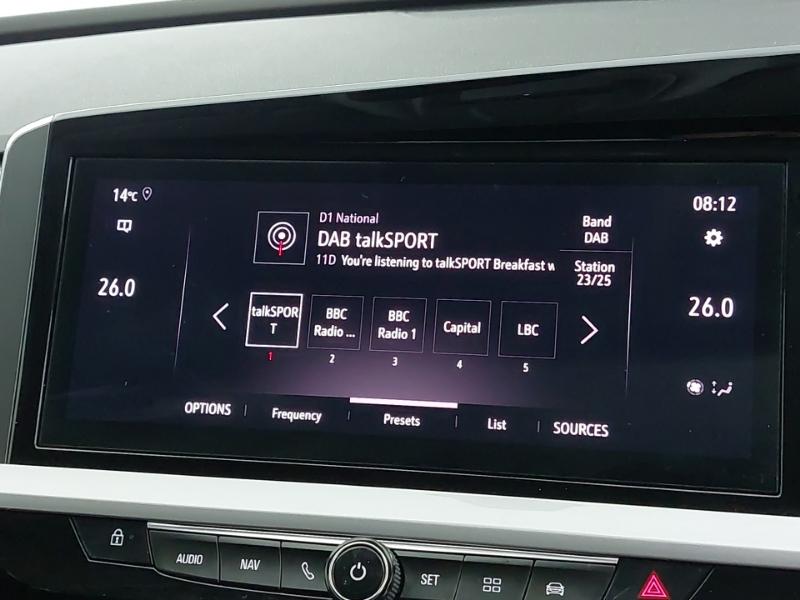 14°C
08:12
D1 National
DAB talkSPORT
11D You're listening to talkSPORT Breakfast w
Band
DAB
Station
23/25
26.0
26.0
talkSPOR
T
BBC
Radio ...
BBC
Radio 1
Capital
LBC
1
2
3
4
5
OPTIONS
Frequency
Presets
List
SOURCES
AUDIO
NAV
SET